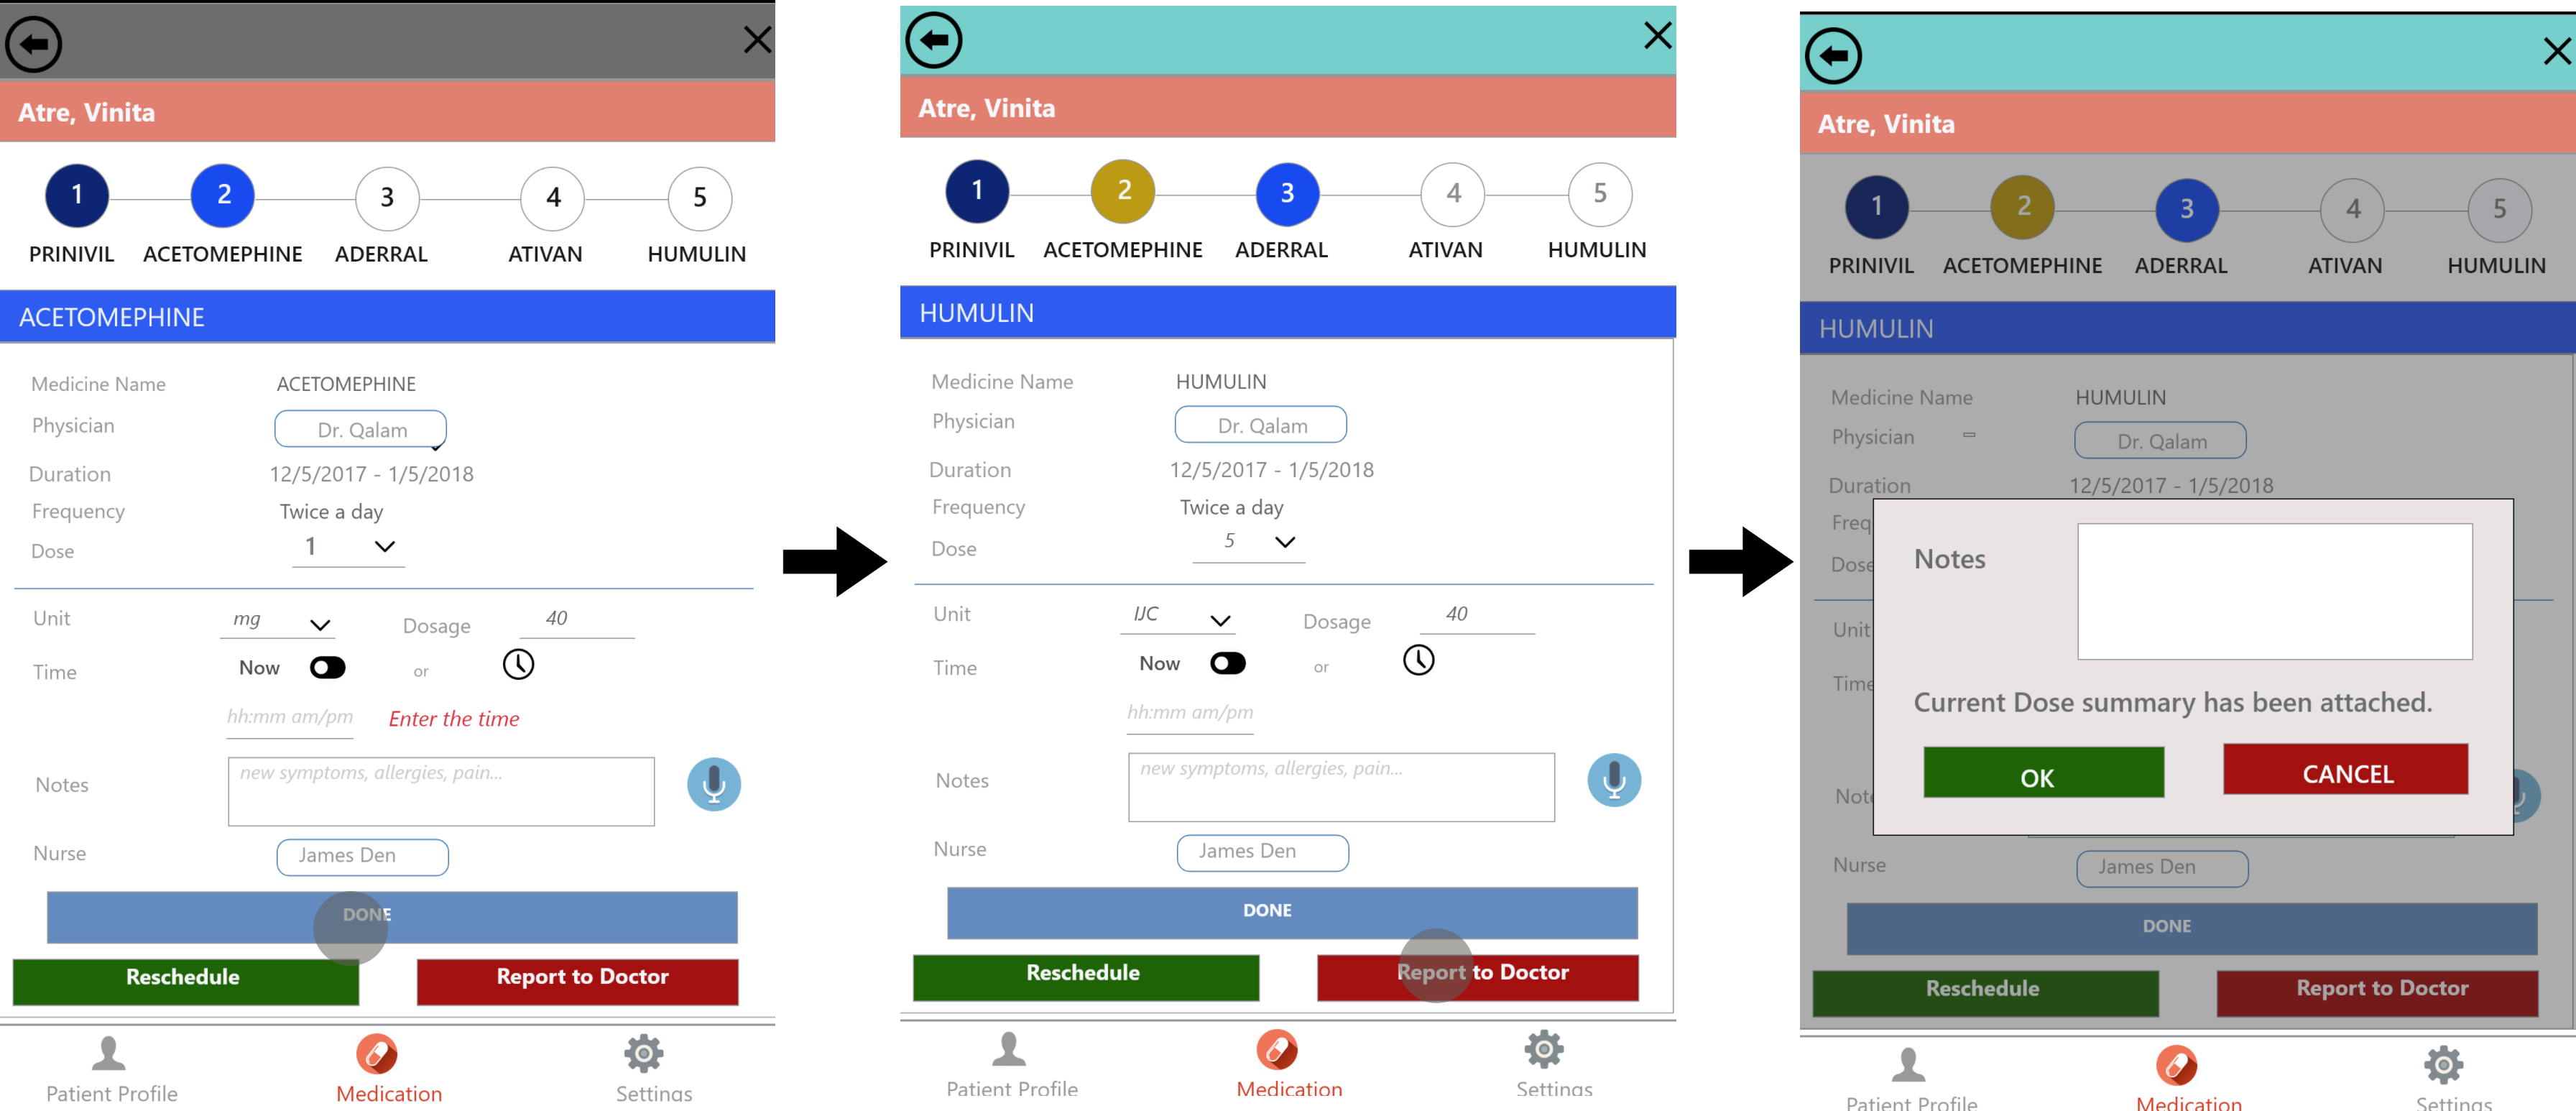 Atre, Vinita
1 2 3 4 5
PRINIVIL ACETOMEPHINE ADERRAL ATIVAN HUMULIN
ACETOMEPHINE
Medicine Name ACETOMEPHINE
Physician Dr. Qalam
Duration 12/5/2017 - 1/5/2018
Frequency Twice a day
Dose 1
Unit mg Dosage 40
Time Now or
hh:mm am/pm Enter the time
Notes new symptoms, allergies, pain...
Nurse James Den
DONE
Reschedule Report to Doctor
Patient Profile Medication Settings
Atre, Vinita
1 2 3 4 5
PRINIVIL ACETOMEPHINE ADERRAL ATIVAN HUMULIN
HUMULIN
Medicine Name HUMULIN
Physician Dr. Qalam
Duration 12/5/2017 - 1/5/2018
Frequency Twice a day
Dose 5
Unit IJC Dosage 40
Time Now or
hh:mm am/pm
Notes new symptoms, allergies, pain...
Nurse James Den
DONE
Reschedule Report to Doctor
Patient Profile Medication Settings
Atre, Vinita
1 2 3 4 5
PRINIVIL ACETOMEPHINE ADERRAL ATIVAN HUMULIN
HUMULIN
Medicine Name HUMULIN
Physician Dr. Qalam
Duration 12/5/2017 - 1/5/2018
Freq
Dose
Unit
Time
Note
Notes
Current Dose summary has been attached.
OK CANCEL
Nurse James Den
DONE
Reschedule Report to Doctor
Patient Profile Medication Settings